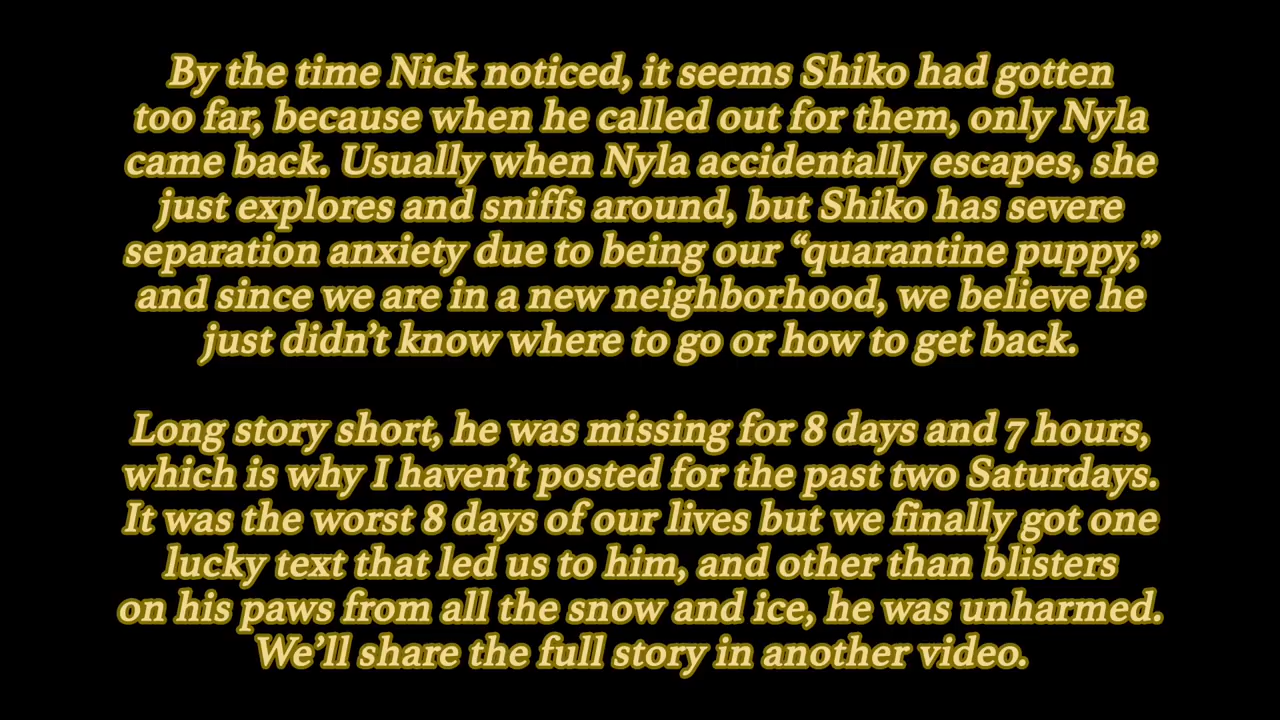 By the time Nick noticed, it seems Shiko had gotten
too far, because when he called out for them, only Nyla
came back. Usually when Nyla accidentally escapes, she
just explores and sniffs around, but Shiko has severe
separation anxiety due to being our “quarantine puppy,”
and since we are in a new neighborhood, we believe he
just didn’t know where to go or how to get back.
Long story short, he was missing for 8 days and 7 hours,
which is why I haven’t posted for the past two Saturdays.
It was the worst 8 days of our lives but we finally got one
lucky text that led us to him, and other than blisters
on his paws from all the snow and ice, he was unharmed.
We’ll share the full story in another video.